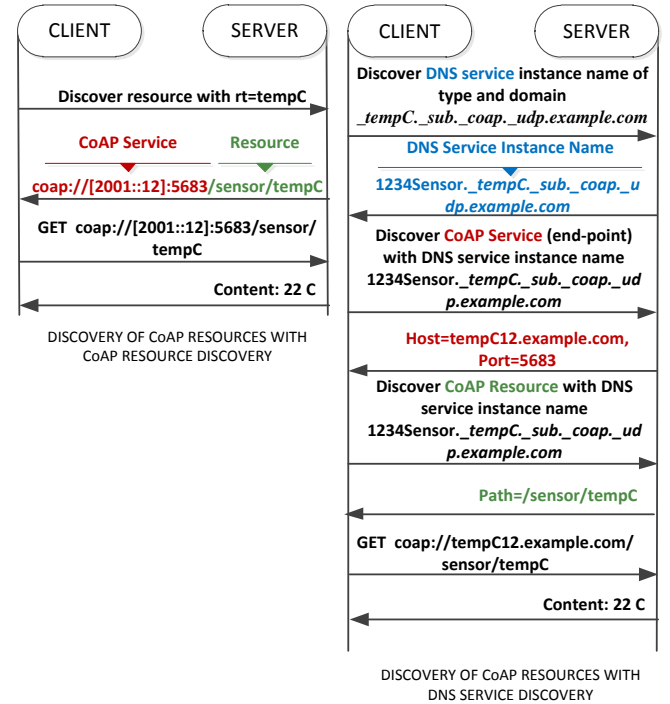 CLIENT
SERVER
Discover resource with rt=tempC
CoAP Service
Resource
coap://[2001::12]:5683/sensor/tempC
GET coap://[2001::12]:5683/sensor/
tempC
Content: 22 C
DISCOVERY OF CoAP RESOURCES WITH
CoAP RESOURCE DISCOVERY
CLIENT
SERVER
Discover DNS service instance name of
type and domain
_tempC._sub._coap._udp.example.com
DNS Service Instance Name
1234Sensor._tempC._sub._coap._u
dp.example.com
Discover CoAP Service (end-point)
with DNS service instance name
1234Sensor._tempC._sub._coap._ud
p.example.com
Host=tempC12.example.com,
Port=5683
Discover CoAP Resource with DNS
service instance name
1234Sensor._tempC._sub._coap._ud
p.example.com
Path=/sensor/tempC
GET coap://tempC12.example.com/
sensor/tempC
Content: 22 C
DISCOVERY OF CoAP RESOURCES WITH
DNS SERVICE DISCOVERY